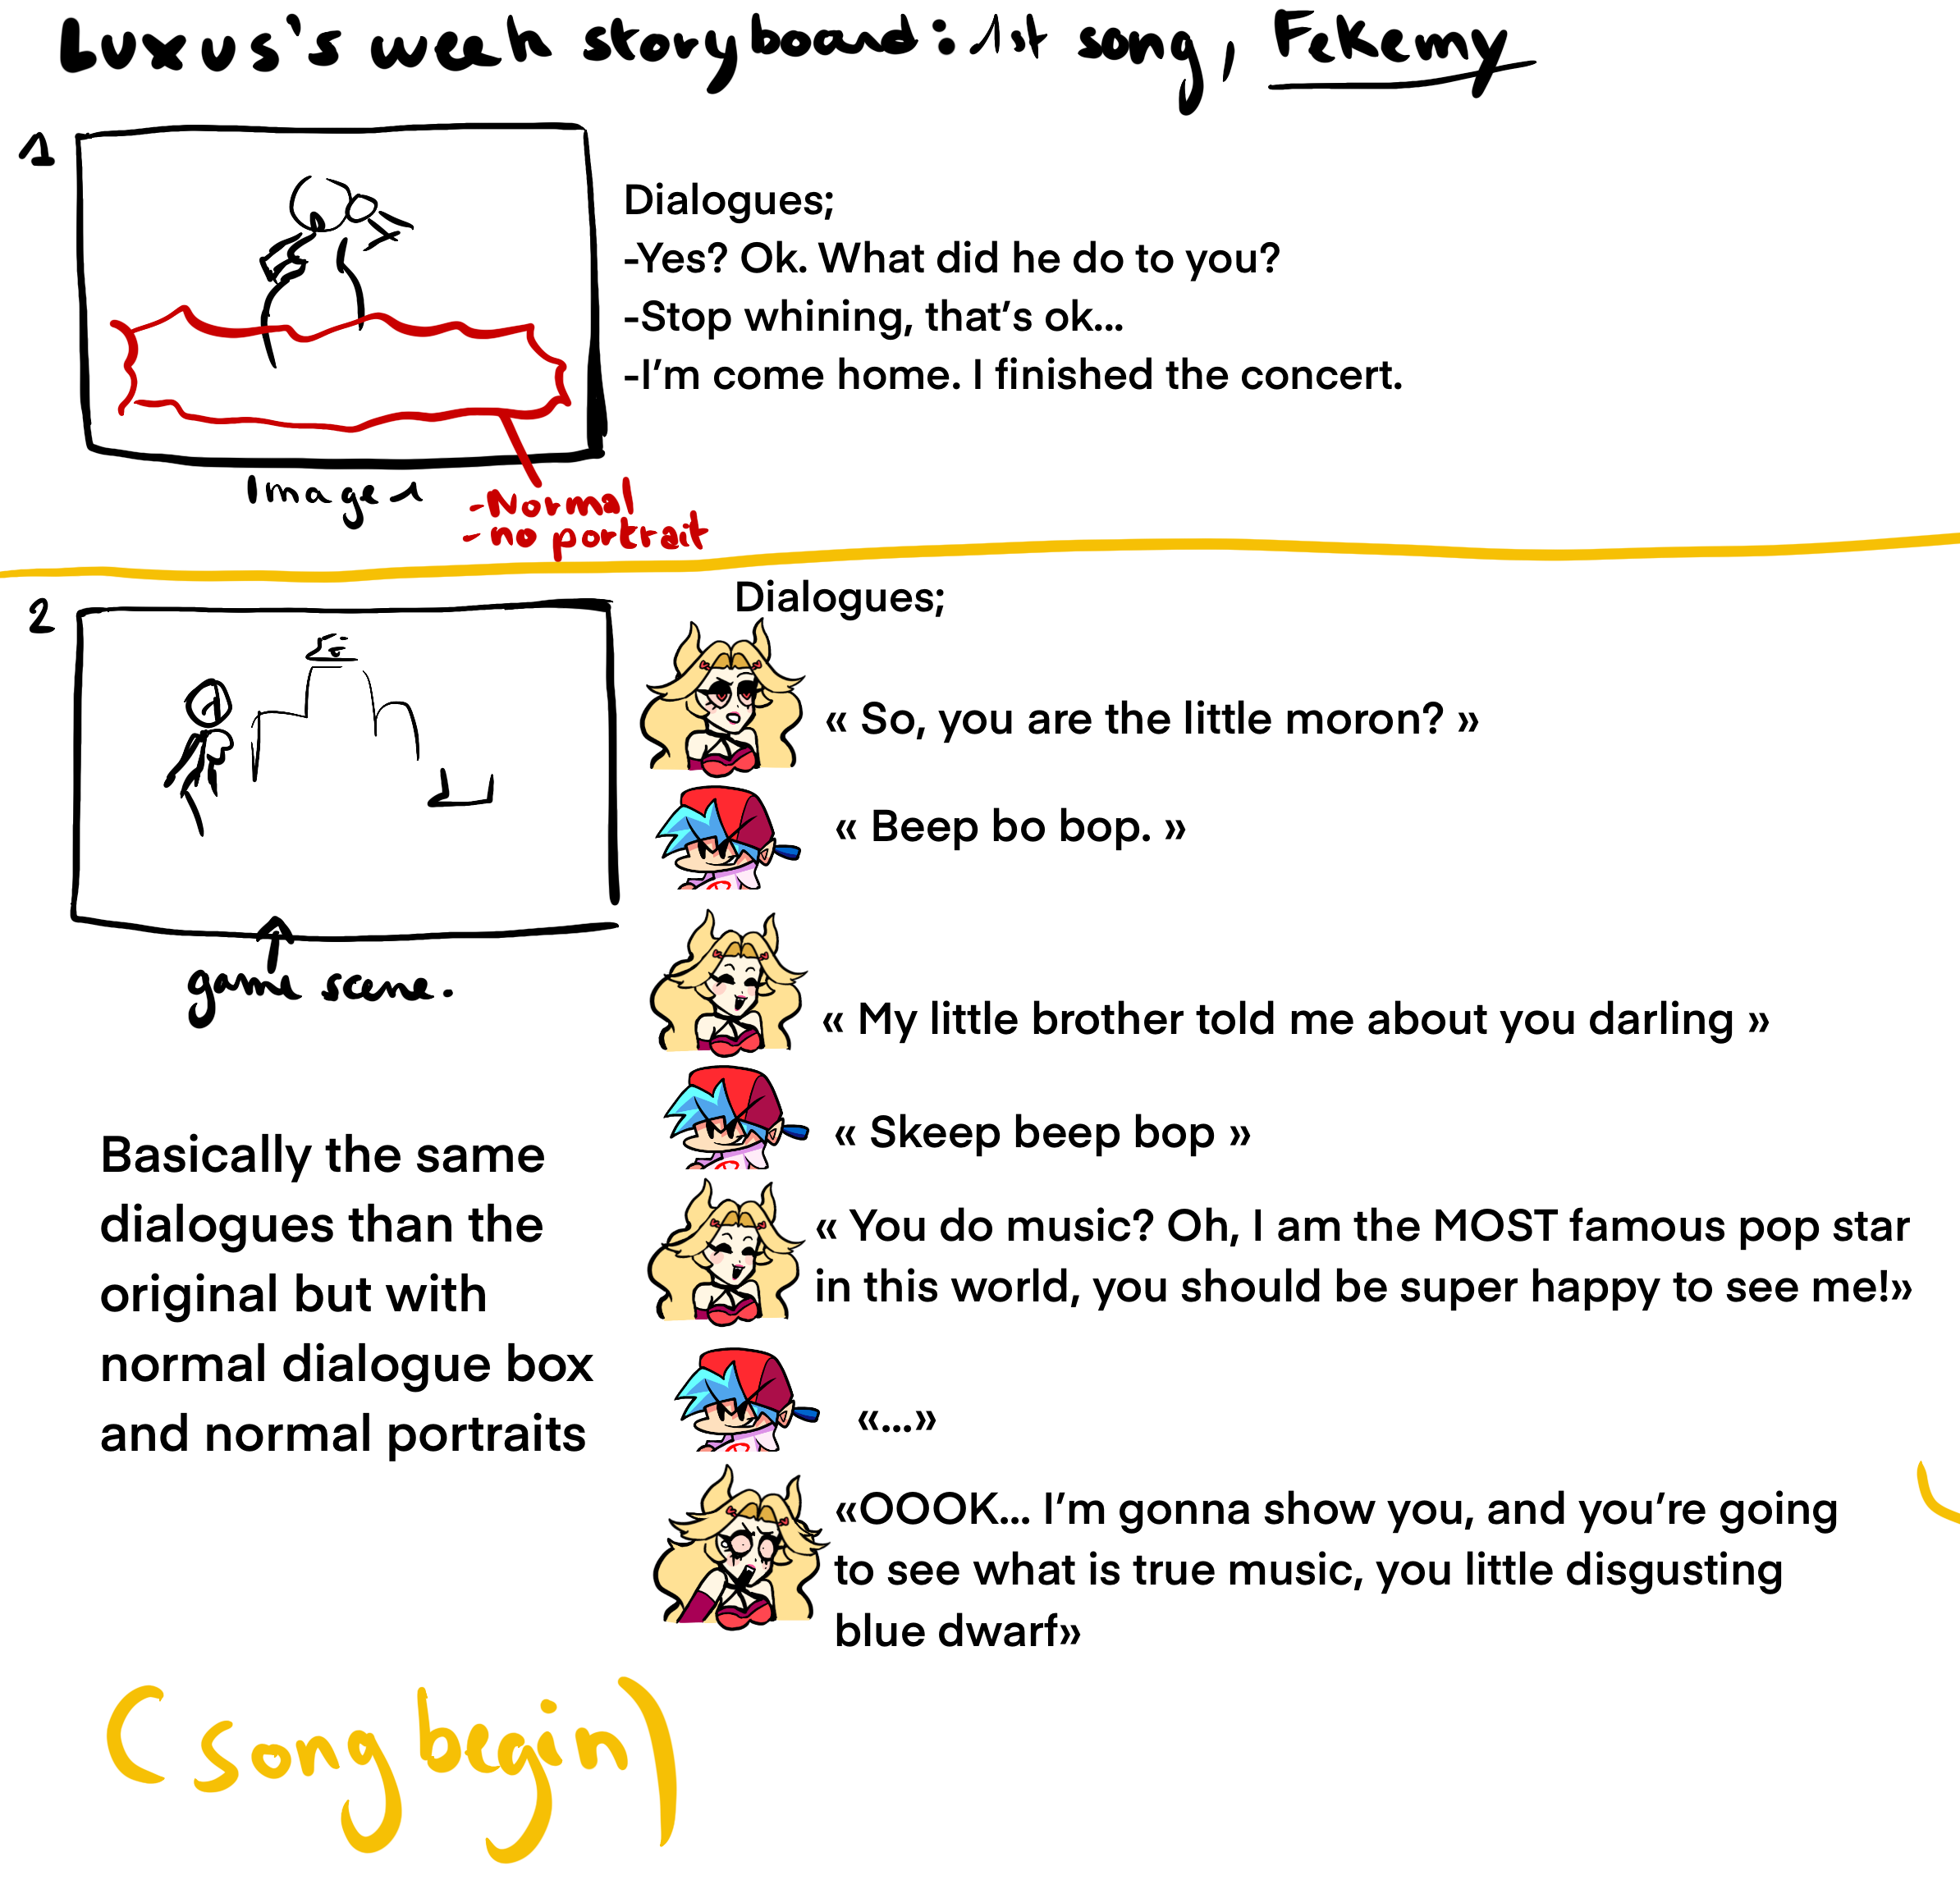 Luxus's week storyboard: 1st song, Fekemy
1
Dialogues;
-Yes? Ok. What did he do to you?
-Stop whining, that's ok...
-I'm come home. I finished the concert.
Image 1
-Normal
-no portrait
2
Dialogues;
« So, you are the little moron? »
« Beep bo bop. »
game scene.
« My little brother told me about you darling »
« Skeep beep bop »
Basically the same
dialogues than the
original but with
normal dialogue box
and normal portraits
« You do music? Oh, I am the MOST famous pop star
in this world, you should be super happy to see me!»
«...»
«OOOK... I'm gonna show you, and you're going
to see what is true music, you little disgusting
blue dwarf»
(song begin)